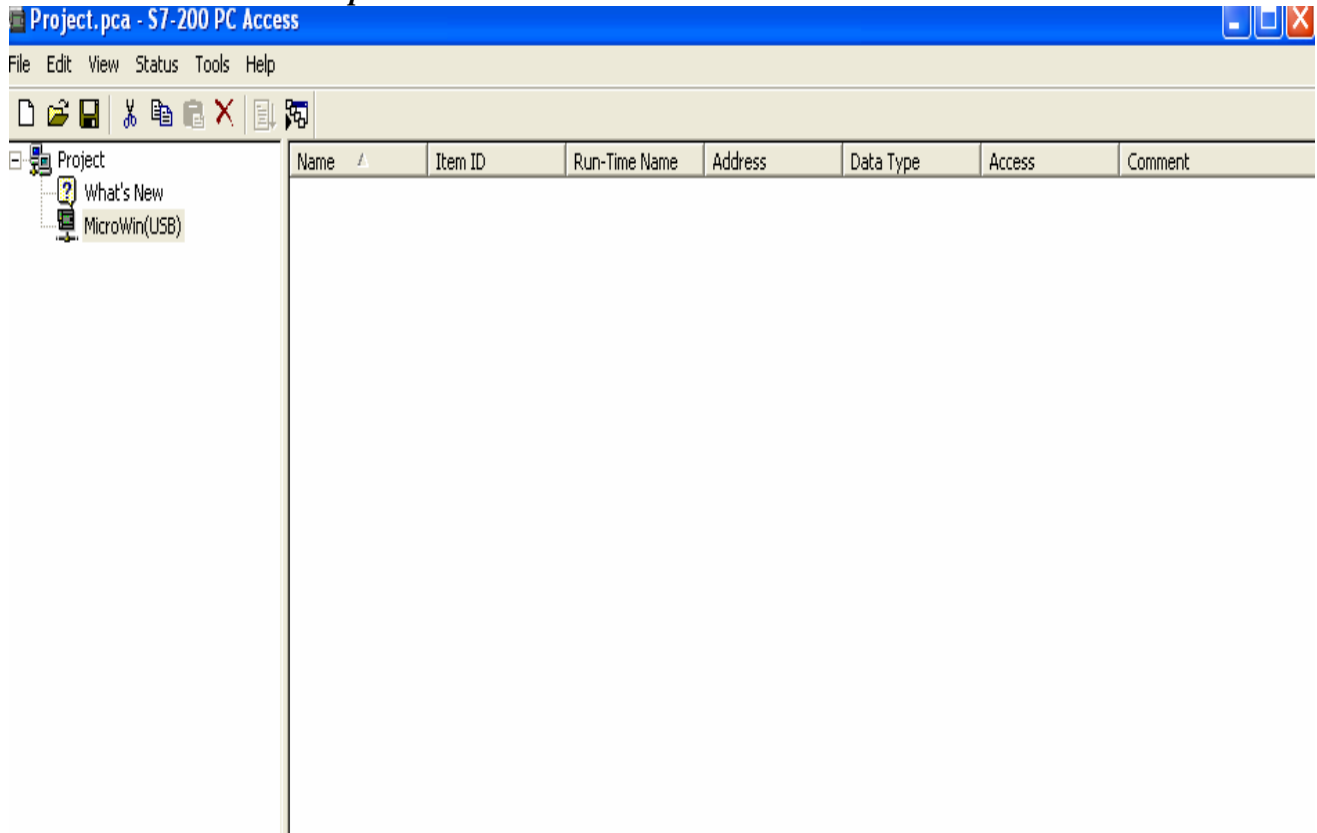 Project.pca - S7-200 PC Access
File Edit View Status Tools Help
Project
What's New
MicroWin(USB)
Name Item ID Run-Time Name Address Data Type Access Comment